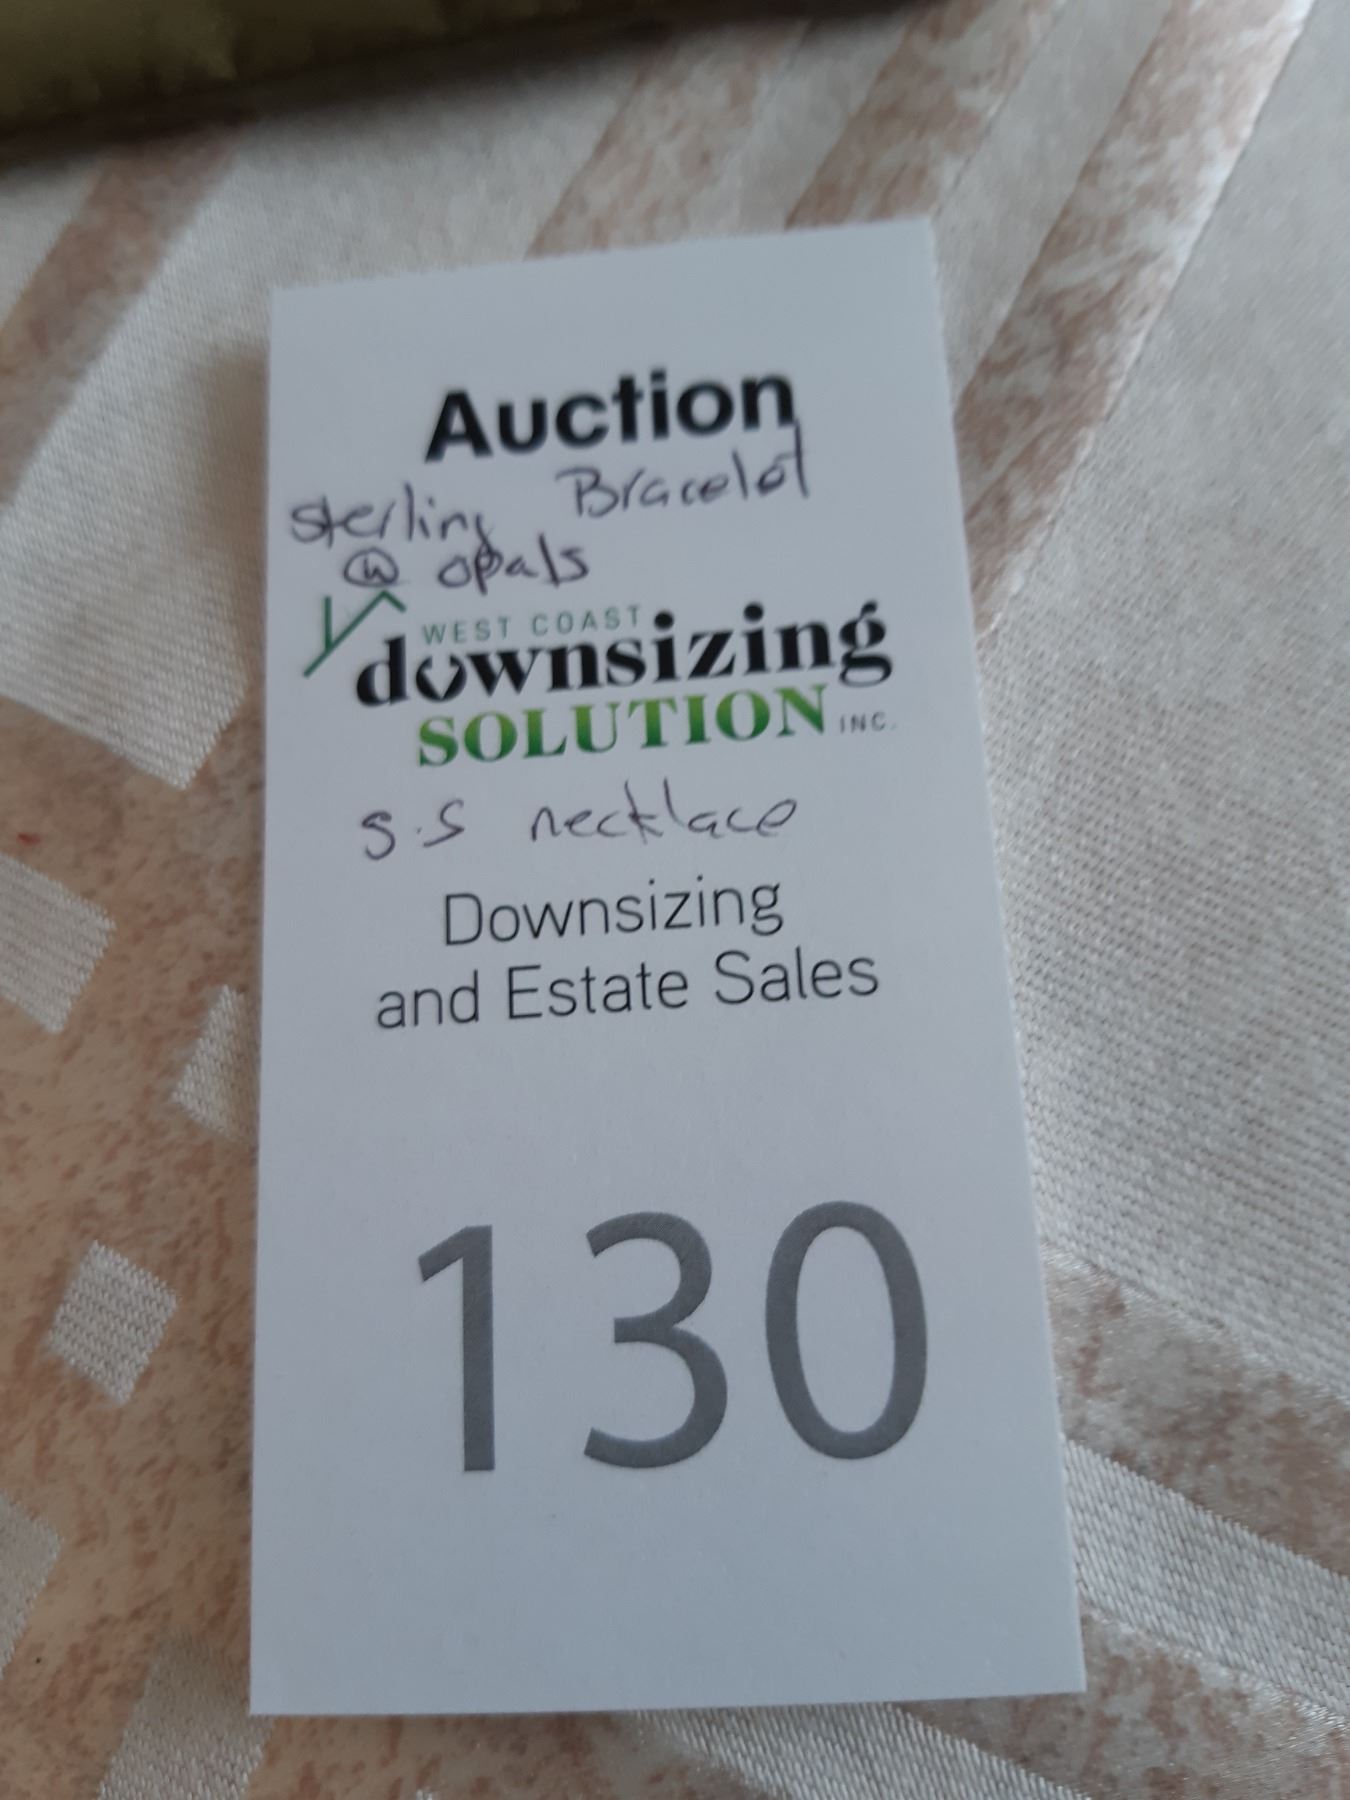 Auction
sterling Bracelet
w opals
WEST COAST
downsizing
SOLUTION INC.
S.S necklace
Downsizing
and Estate Sales
130